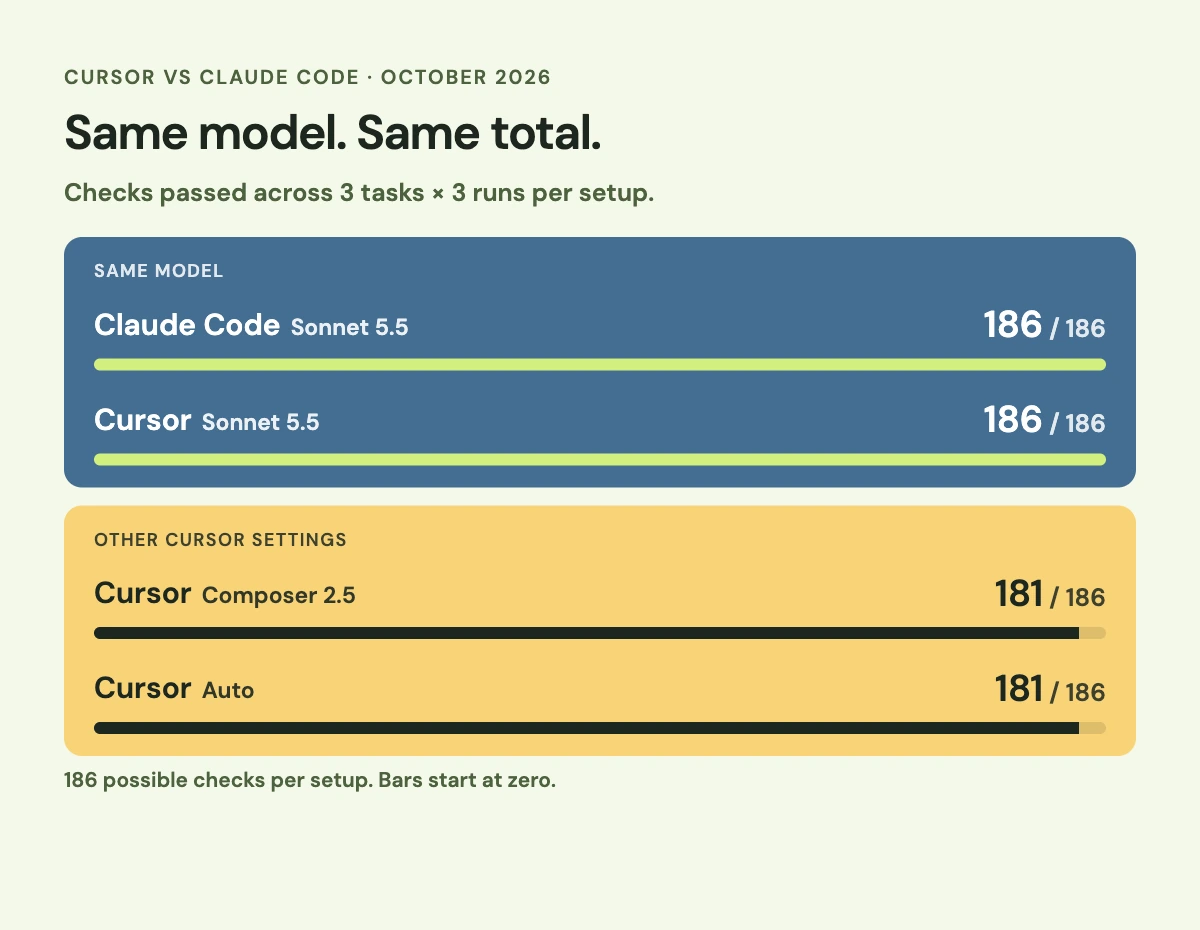 CURSOR VS CLAUDE CODE · OCTOBER 2026
Same model. Same total.
Checks passed across 3 tasks × 3 runs per setup.
SAME MODEL
Claude Code Sonnet 5.5 186 / 186
Cursor Sonnet 5.5 186 / 186
OTHER CURSOR SETTINGS
Cursor Composer 2.5 181 / 186
Cursor Auto 181 / 186
186 possible checks per setup. Bars start at zero.